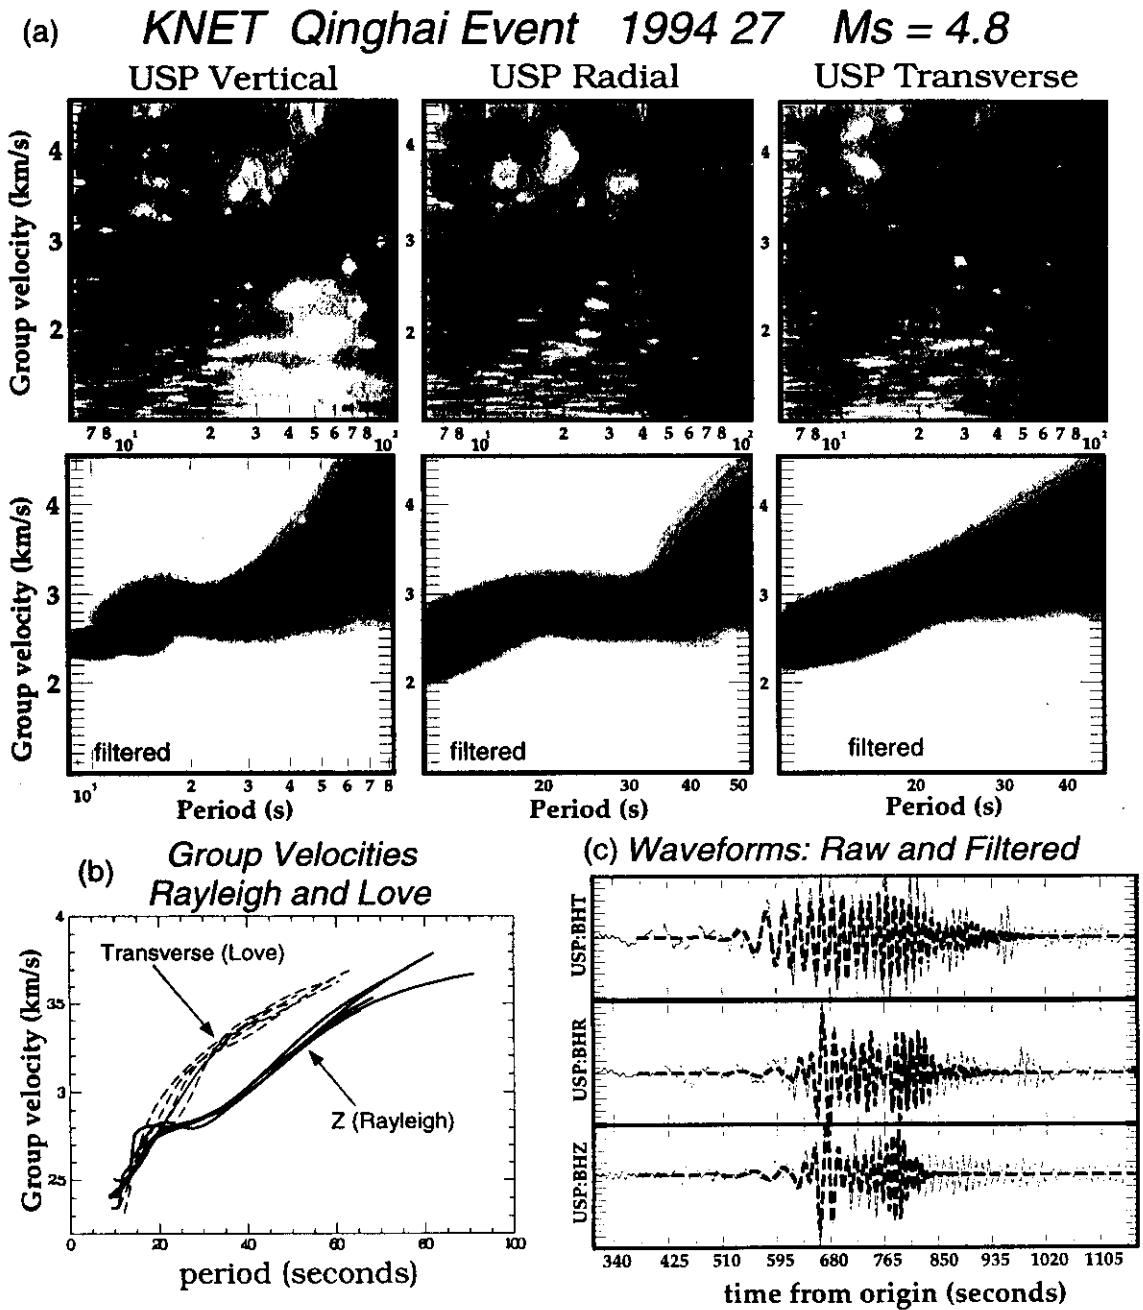 (a) KNET Qinghai Event 1994 27 Ms = 4.8
USP Vertical USP Radial USP Transverse
Group velocity (km/s)
4
3
2
4
3
2
4
3
2
7 8 10¹ 2 3 4 5 6 7 8 10²
7 8 10¹ 2 3 4 5 6 7 8 10²
7 8 10¹ 2 3 4 5 6 7 8 10²
Group velocity (km/s)
4
3
2
4
3
2
4
3
2
filtered filtered filtered
10¹ 2 3 4 5 6 7 8
20 30 40 50
20 30 40
Period (s) Period (s) Period (s)
(b) Group Velocities
Rayleigh and Love
Group velocity (km/s)
4
3.5
3
25
Transverse (Love)
Z (Rayleigh)
0 20 40 60 80 100
period (seconds)
(c) Waveforms: Raw and Filtered
USP:BHT
USP:BHR
USP:BHZ
340 425 510 595 680 765 850 935 1020 1105
time from origin (seconds)